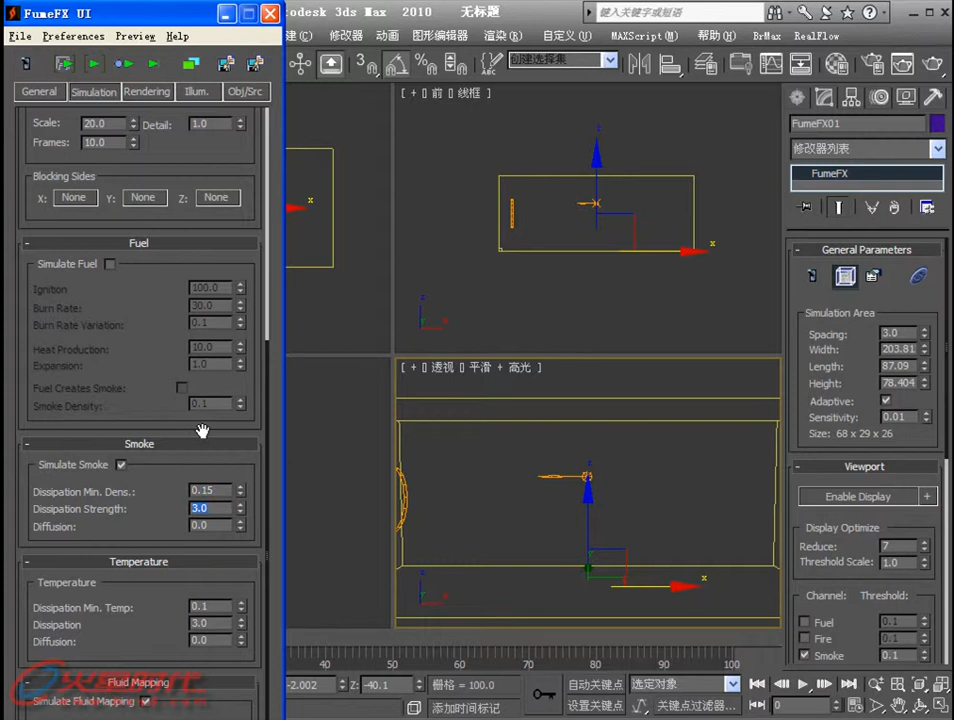 FumeFX UI
File Preferences Preview Help
General Simulation Rendering Illum. Obj/Src
Scale: 20.0 Detail: 1.0
Frames: 10.0
Blocking Sides
X: None Y: None Z: None
- Fuel
Simulate Fuel
Ignition 100.0
Burn Rate: 30.0
Burn Rate Variation: 0.1
Heat Production: 10.0
Expansion: 1.0
Fuel Creates Smoke:
Smoke Density: 0.1
- Smoke
Simulate Smoke
Dissipation Min. Dens.: 0.15
Dissipation Strength: 3.0
Diffusion: 0.0
- Temperature
Temperature
Dissipation Min. Temp: 0.1
Dissipation 3.0
Diffusion: 0.0
- Fluid Mapping
Simulate Fluid Mapping
火星时代
todesk 3ds Max 2010 无标题
键入关键字或短语
(C) 修改器 动画 图形编辑器 渲染(R) 自定义(U) MAXScript(M) 帮助(H) BrMax RealFlow
3 % ABC 创建选择集
[ + 前 线框 ]
z
x
z
x
x
[ + 透视 平滑 + 高光 ]
z
x
z
x
40 50 60 70 80 90 100
-2.002 Z: -40.1 栅格 = 100.0
添加时间标记
自动关键点 选定对象
设置关键点 关键点过滤器...
0
FumeFX01
修改器列表
FumeFX
- General Parameters
Simulation Area
Spacing: 3.0
Width: 203.81
Length: 87.09
Height: 78.404
Adaptive:
Sensitivity: 0.01
Size: 68 x 29 x 26
- Viewport
Enable Display +
Display Optimize
Reduce: 7
Threshold Scale: 1.0
Channel: Threshold:
Fuel 0.1
Fire 0.1
Smoke 0.1